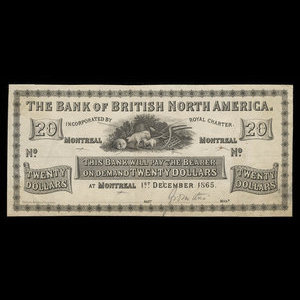 THE BANK OF BRITISH NORTH AMERICA.
20 INCORPORATED BY ROYAL CHARTER. 20
MONTREAL MONTREAL
No No
THIS BANK WILL PAY THE BEARER
TWENTY DOLLARS ON DEMAND TWENTY DOLLARS TWENTY DOLLARS
AT MONTREAL 1ST DECEMBER 1865.